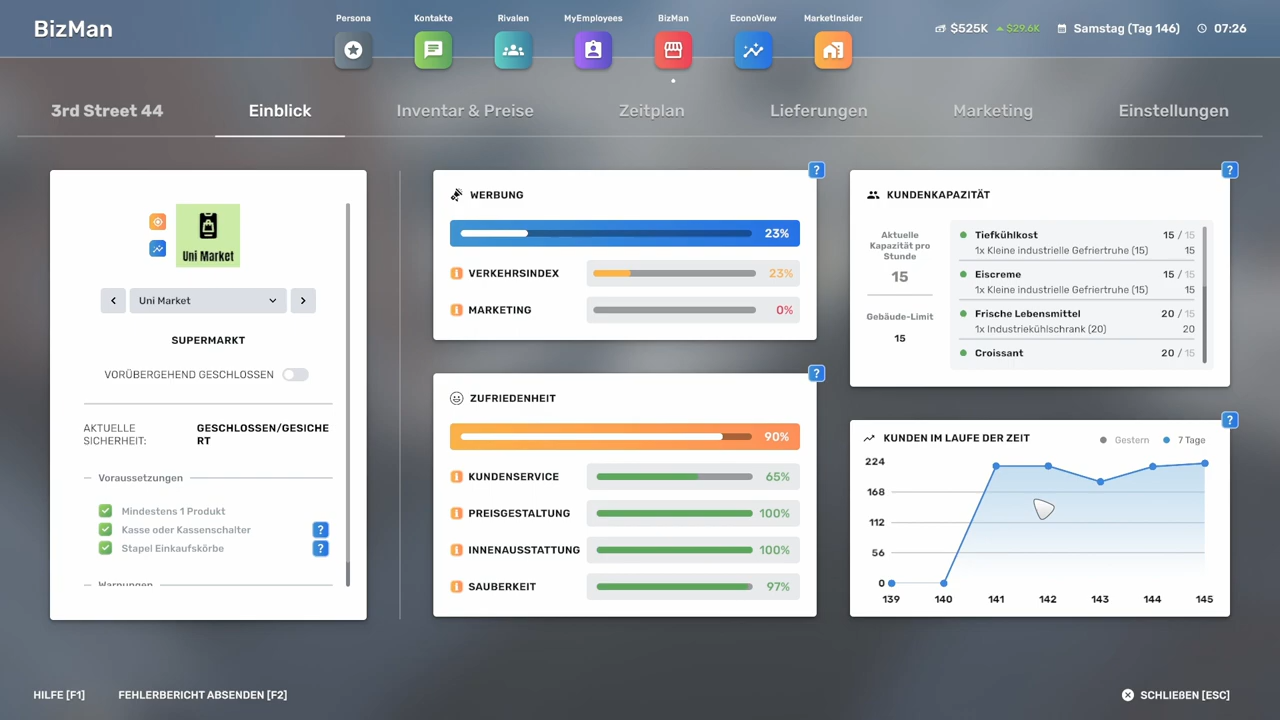 BizMan
Persona
Kontakte
Rivalen
MyEmployees
BizMan
EconoView
MarketInsider
$525K
$29.6K
Samstag (Tag 146)
07:26
3rd Street 44
Einblick
Inventar & Preise
Zeitplan
Lieferungen
Marketing
Einstellungen
Uni Market
Uni Market
SUPERMARKT
VORÜBERGEHEND GESCHLOSSEN
AKTUELLE
SICHERHEIT:
GESCHLOSSEN/GESICHE
RT
Voraussetzungen
Mindestens 1 Produkt
Kasse oder Kassenschalter
?
Stapel Einkaufskörbe
?
Warnungen
?
WERBUNG
23%
VERKEHRSINDEX
23%
MARKETING
0%
?
ZUFRIEDENHEIT
90%
KUNDENSERVICE
65%
PREISGESTALTUNG
100%
INNENAUSSTATTUNG
100%
SAUBERKEIT
97%
?
KUNDENKAPAZITÄT
Aktuelle
Kapazität pro
Stunde
15
Gebäude-Limit
15
Tiefkühlkost
15 / 15
1x Kleine industrielle Gefriertruhe (15)
15
Eiscreme
15 / 15
1x Kleine industrielle Gefriertruhe (15)
15
Frische Lebensmittel
20 / 15
1x Industriekühlschrank (20)
20
Croissant
20 / 15
?
KUNDEN IM LAUFE DER ZEIT
Gestern
7 Tage
224
168
112
56
0
139
140
141
142
143
144
145
HILFE [F1]
FEHLERBERICHT ABSENDEN [F2]
SCHLIEẞEN [ESC]